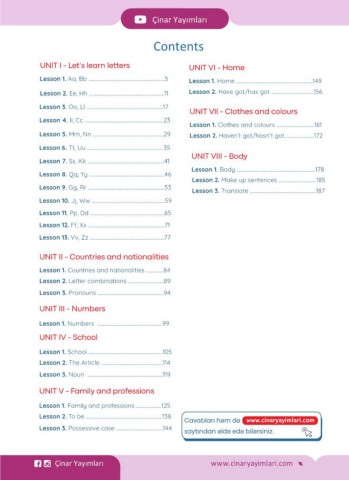 Çinar Yayımları
Contents
UNIT I - Let's learn letters
Lesson 1. Aa, Bb ........5
Lesson 2. Ee, Hh ........11
Lesson 3. Oo, Ll ........17
Lesson 4. Ii, Cc ........23
Lesson 5. Mm, Nn ........29
Lesson 6. Tt, Uu ........35
Lesson 7. Ss, Kk ........41
Lesson 8. Qq, Yy ........46
Lesson 9. Gg, Rr ........53
Lesson 10. Jj, Ww ........59
Lesson 11. Pp, Dd ........65
Lesson 12. Ff, Xx ........71
Lesson 13. Vv, Zz ........77
UNIT II - Countries and nationalities
Lesson 1. Countries and nationalities ........84
Lesson 2. Letter combinations ........89
Lesson 3. Pronouns ........94
UNIT III - Numbers
Lesson 1. Numbers ........99
UNIT IV - School
Lesson 1. School ........105
Lesson 2. The Article ........114
Lesson 3. Noun ........119
UNIT V - Family and professions
Lesson 1. Family and professions ........125
Lesson 2. To be ........138
Lesson 3. Possessive case ........144
UNIT VI - Home
Lesson 1. Home ........149
Lesson 2. Have got/has got ........156
UNIT VII - Clothes and colours
Lesson 1. Clothes and colours ........161
Lesson 2. Haven't got/hasn't got ........172
UNIT VIII - Body
Lesson 1. Body ........178
Lesson 2. Make up sentences ........185
Lesson 3. Translate ........187
Cavabları həm də www.cinaryayimlari.com
saytından əldə edə bilərsiniz.
Çinar Yayımları
www.cinaryayimlari.com